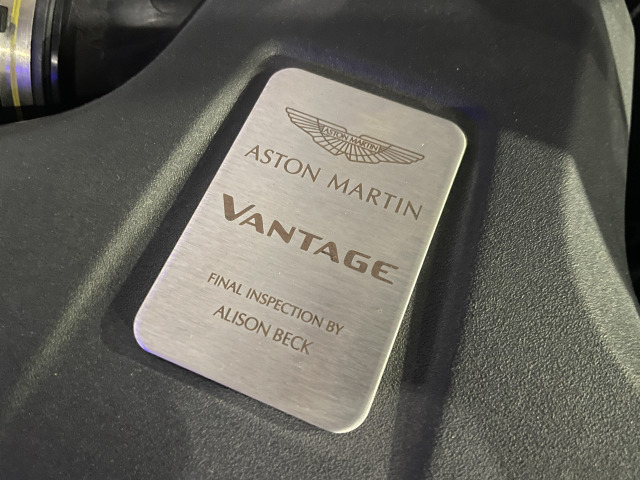 ASTON MARTIN
ASTON MARTIN
VANTAGE
FINAL INSPECTION BY
ALISON BECK